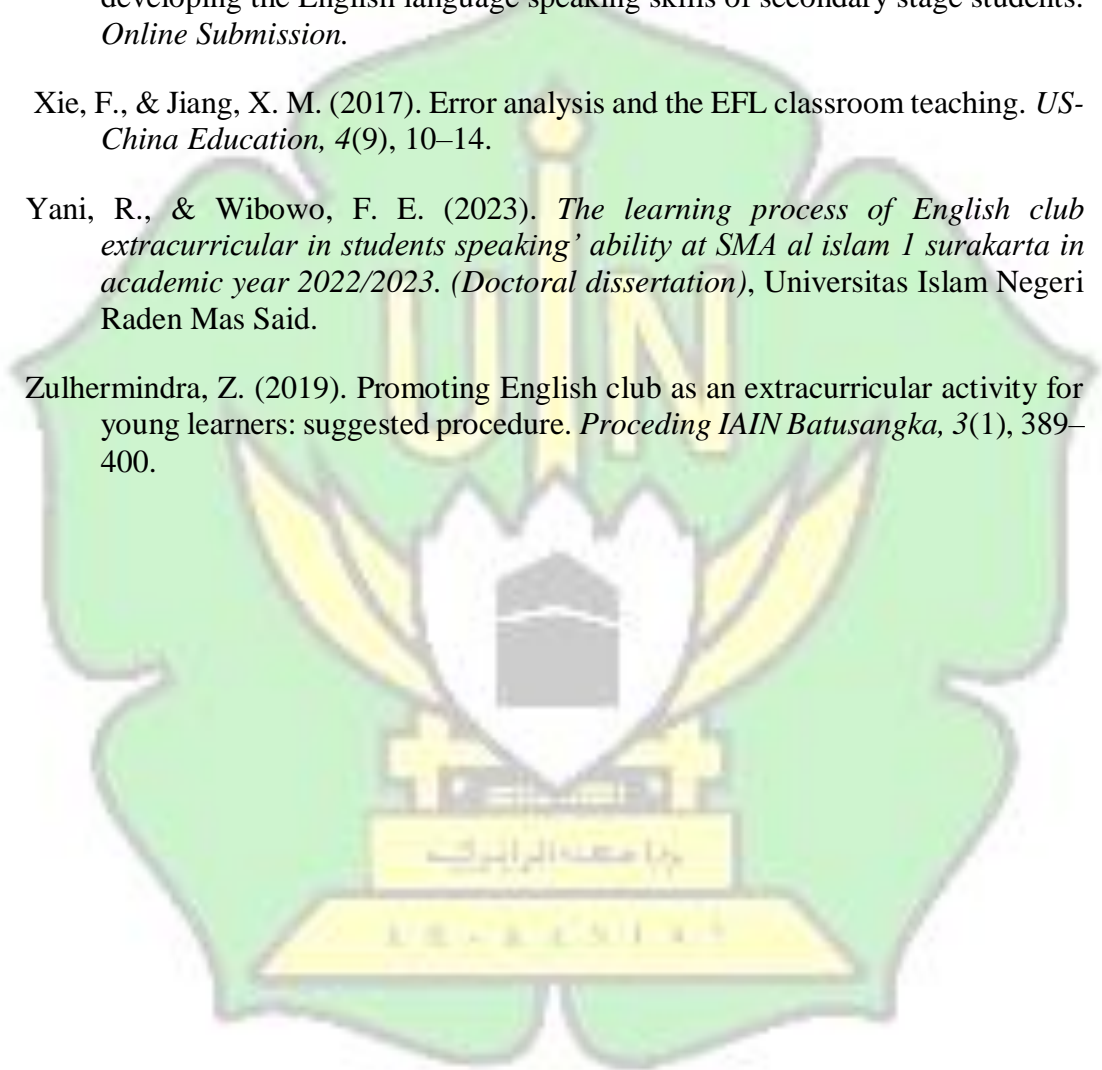 developing the English language speaking skills of secondary stage students.
Online Submission.
Xie, F., & Jiang, X. M. (2017). Error analysis and the EFL classroom teaching. US-
China Education, 4(9), 10–14.
Yani, R., & Wibowo, F. E. (2023). The learning process of English club
extracurricular in students speaking’ ability at SMA al islam 1 surakarta in
academic year 2022/2023. (Doctoral dissertation), Universitas Islam Negeri
Raden Mas Said.
Zulhermindra, Z. (2019). Promoting English club as an extracurricular activity for
young learners: suggested procedure. Proceding IAIN Batusangka, 3(1), 389–
400.
UIN
AR-RANIRY